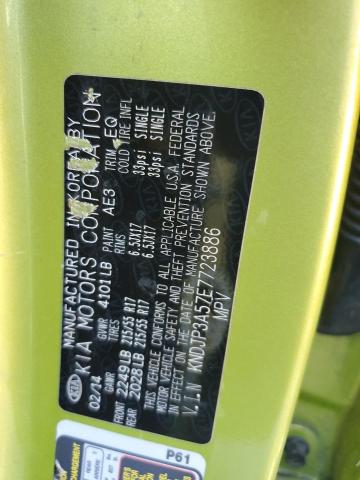 MANUFACTURED IN KOREA BY
KIA MOTORS CORPORATION
02/14 GVWR 4101LB PAINT AE3 TRIM EQ
GAWR TIRES RIMS COLD TIRE INFL
FRONT 2249LB 215/55 R17 6.5JX17 33psi SINGLE
REAR 2028LB 215/55 R17 6.5JX17 33psi SINGLE
THIS VEHICLE CONFORMS TO ALL APPLICABLE U.S.A. FEDERAL
MOTOR VEHICLE SAFETY AND THEFT PREVENTION STANDARDS
IN EFFECT ON THE DATE OF MANUFACTURE SHOWN ABOVE.
V.I.N KNDJP3A57E7723886
MPV
KIA
P61